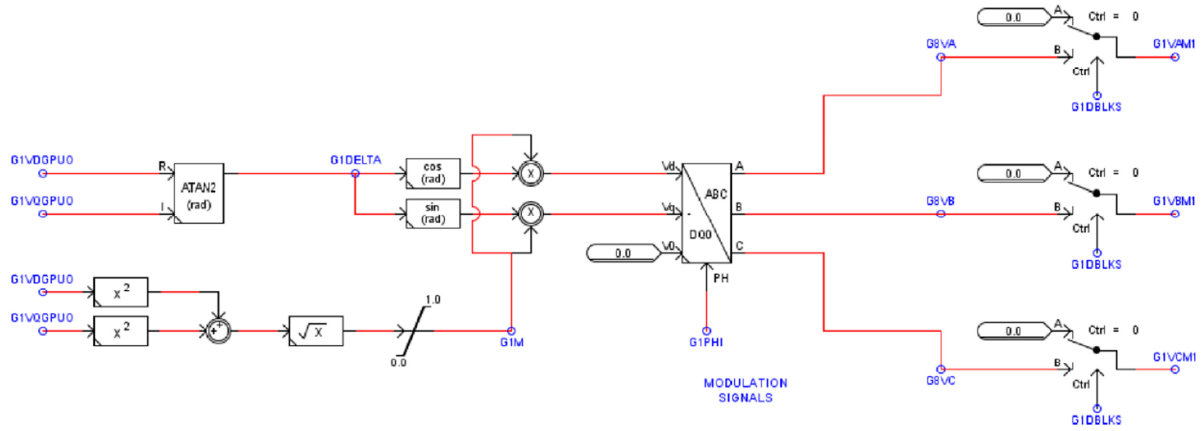 0.0
A
Ctrl = 0
G8VA
B
G1VAM1
Ctrl
G1DBLKS
G1VDGPU0
R
ATAN2
(rad)
G1VQGPU0
I
G1DELTA
cos
(rad)
sin
(rad)
X
X
Vd
Vq
V0
0.0
ABC
-
DQ0
A
B
C
PH
G1PHI
0.0
A
Ctrl = 0
G8VB
B
G1VBM1
Ctrl
G1DBLKS
G1VDGPU0
x 2
G1VQGPU0
x 2
+ +
√X
1.0
0.0
G1M
MODULATION
SIGNALS
0.0
A
Ctrl = 0
G8VC
B
G1VCM1
Ctrl
G1DBLKS